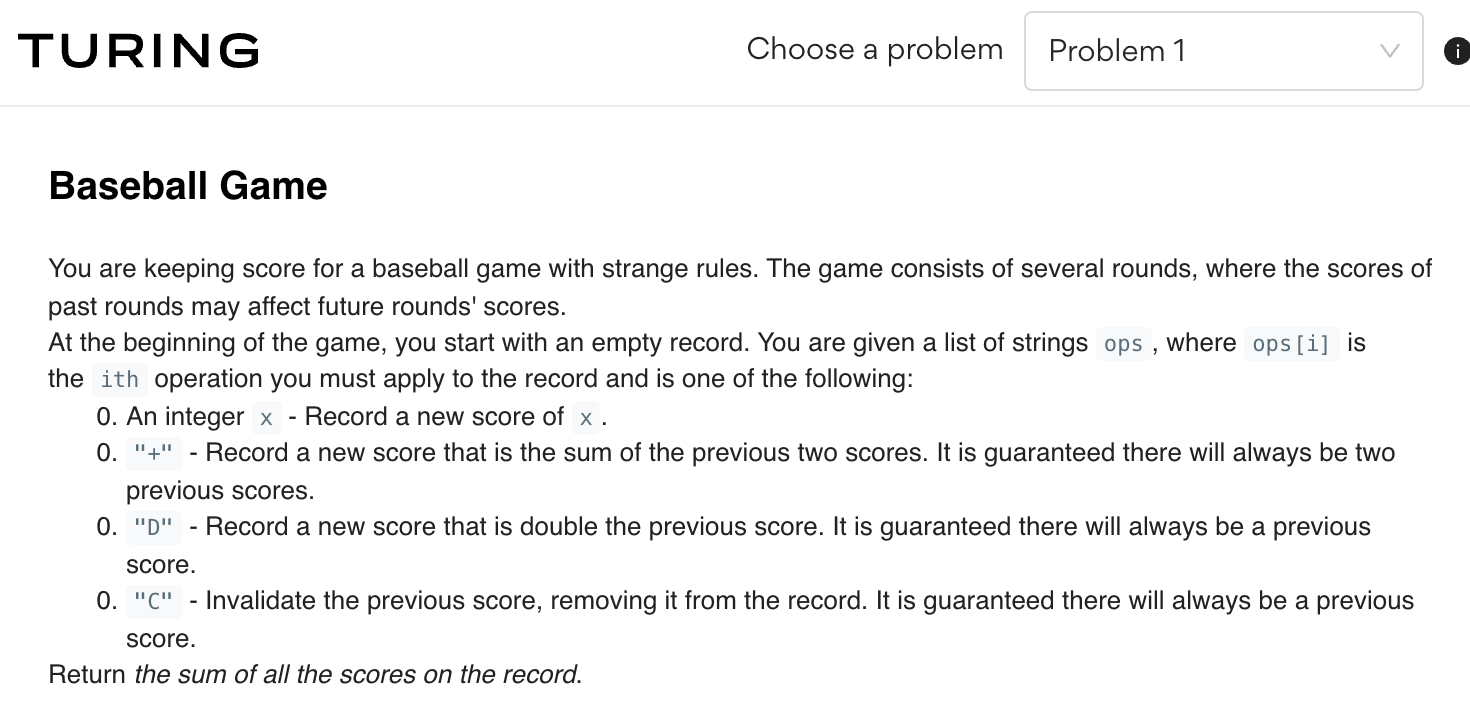 TURING
Choose a problem
Problem 1
i
Baseball Game
You are keeping score for a baseball game with strange rules. The game consists of several rounds, where the scores of
past rounds may affect future rounds' scores.
At the beginning of the game, you start with an empty record. You are given a list of strings ops , where ops[i] is
the ith operation you must apply to the record and is one of the following:
0. An integer x - Record a new score of x .
0. "+" - Record a new score that is the sum of the previous two scores. It is guaranteed there will always be two
previous scores.
0. "D" - Record a new score that is double the previous score. It is guaranteed there will always be a previous
score.
0. "C" - Invalidate the previous score, removing it from the record. It is guaranteed there will always be a previous
score.
Return the sum of all the scores on the record.